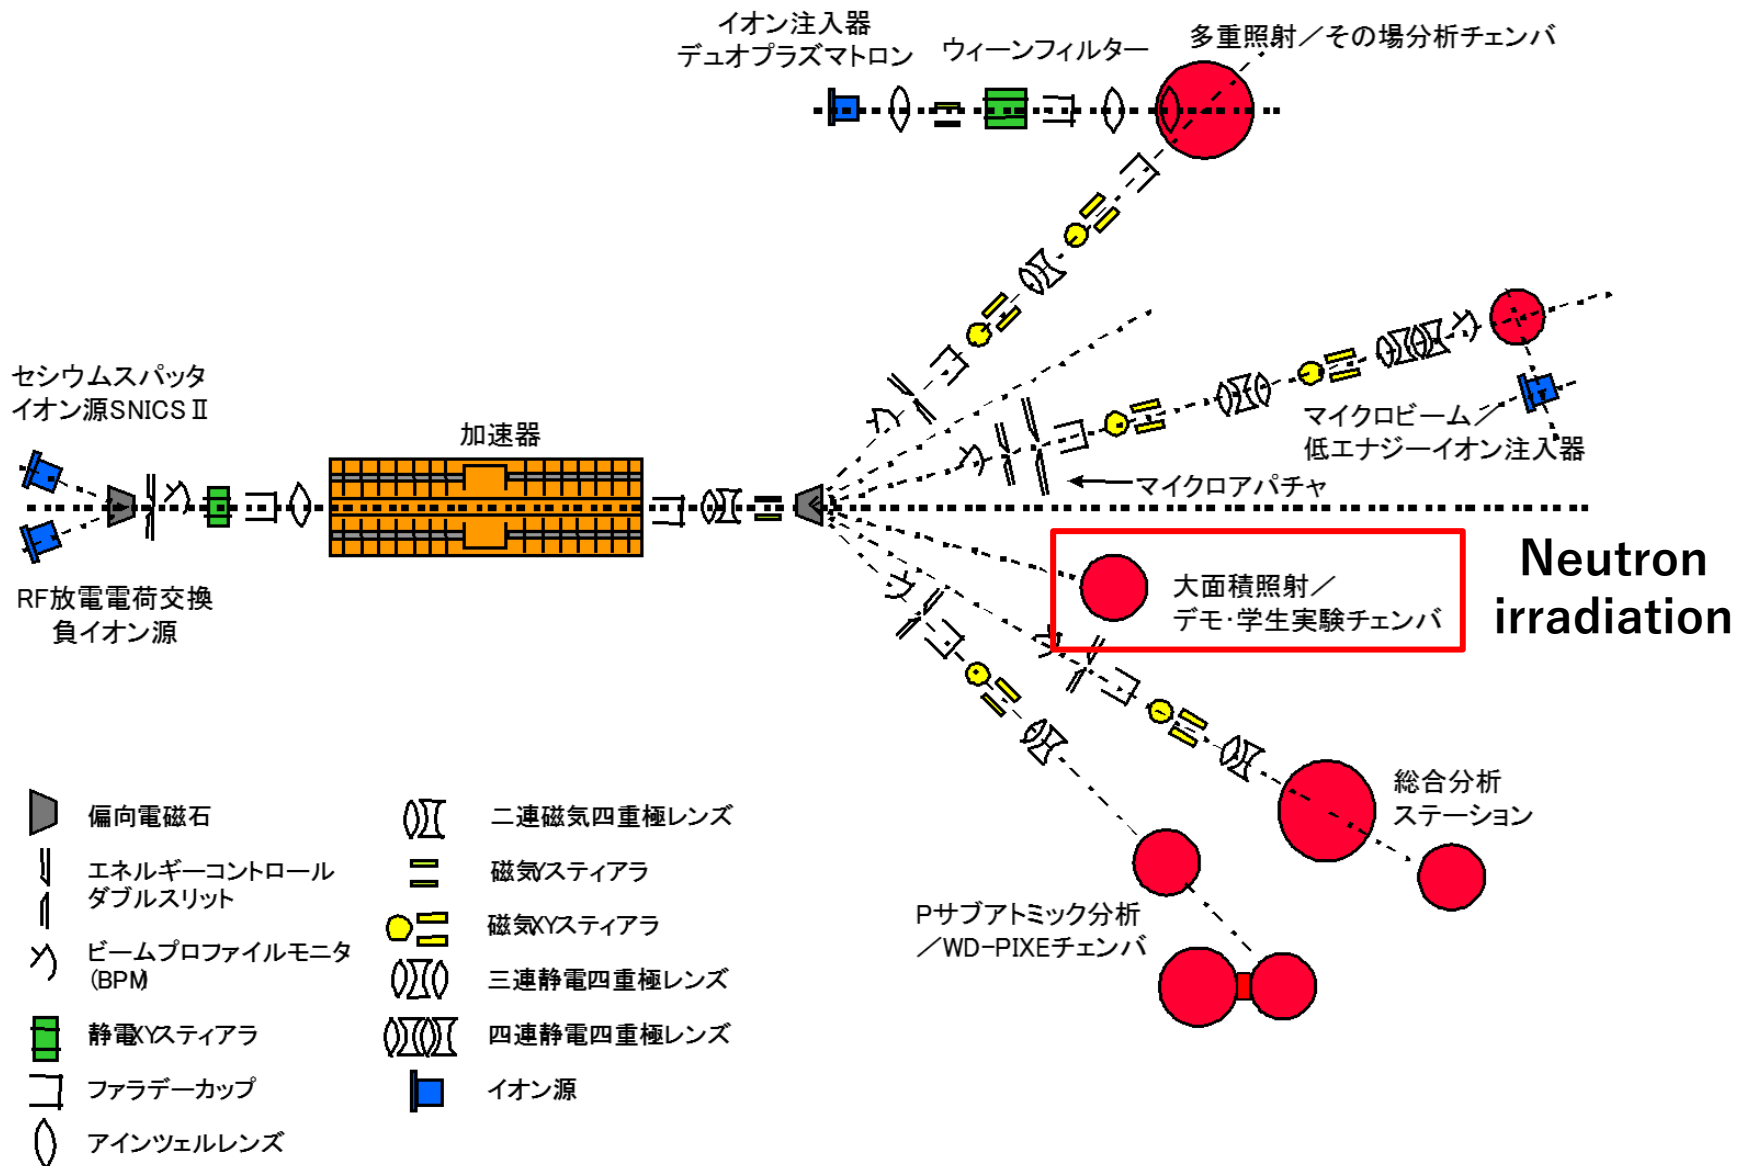 イオン注入器
デュオプラズマトロン
ウィーンフィルター
多重照射／その場分析チェンバ
セシウムスパッタ
イオン源SNICSⅡ
加速器
マイクロビーム／
低エナジーイオン注入器
マイクロアパチャ
RF放電電荷交換
負イオン源
大面積照射／
デモ・学生実験チェンバ
Neutron
irradiation
総合分析
ステーション
Pサブアトミック分析
／WD-PIXEチェンバ
偏向電磁石
エネルギーコントロール
ダブルスリット
ビームプロファイルモニタ
(BPM)
静電XYスティアラ
ファラデーカップ
アインツェルレンズ
二連磁気四重極レンズ
磁気Yスティアラ
磁気XYスティアラ
三連静電四重極レンズ
四連静電四重極レンズ
イオン源